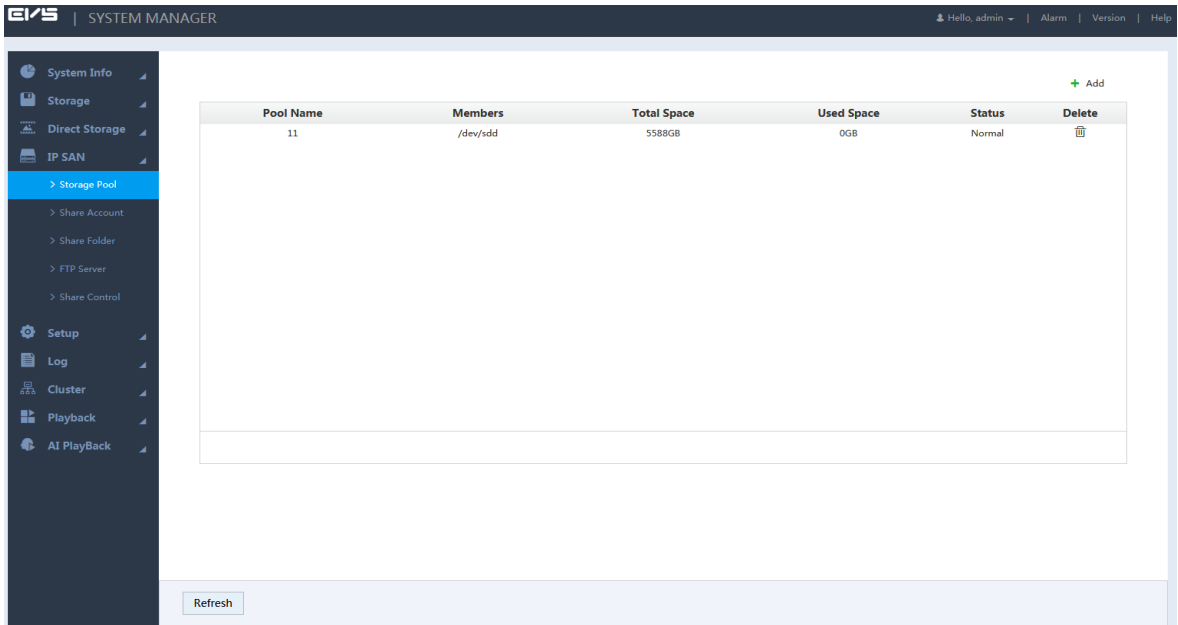 EVS | SYSTEM MANAGER
Hello, admin | Alarm | Version | Help
System Info
Storage
Direct Storage
IP SAN
> Storage Pool
> Share Account
> Share Folder
> FTP Server
> Share Control
Setup
Log
Cluster
Playback
AI PlayBack
+ Add
Pool Name Members Total Space Used Space Status Delete
11 /dev/sdd 5588GB 0GB Normal
Refresh